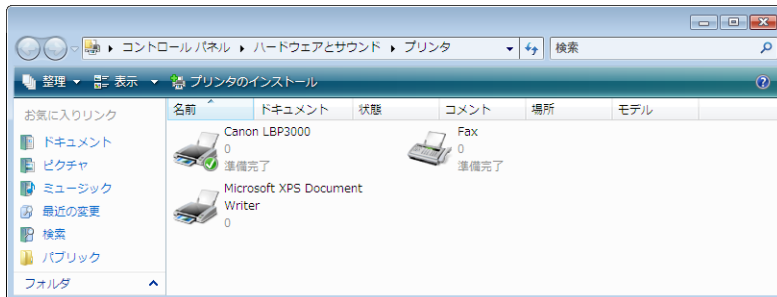 コントロール パネル ▸ ハードウェアとサウンド ▸ プリンタ 検索
整理 表示 プリンタのインストール
お気に入りリンク
ドキュメント
ピクチャ
ミュージック
最近の変更
検索
パブリック
フォルダ
名前 ドキュメント 状態 コメント 場所 モデル
Canon LBP3000
0
準備完了
Fax
0
準備完了
Microsoft XPS Document
Writer
0